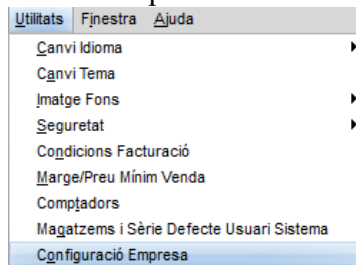 Utilitats Finestra Ajuda
Canvi Idioma
Canvi Tema
Imatge Fons
Seguretat
Condicions Facturació
Marge/Preu Mínim Venda
Comptadors
Magatzems i Sèrie Defecte Usuari Sistema
Configuració Empresa